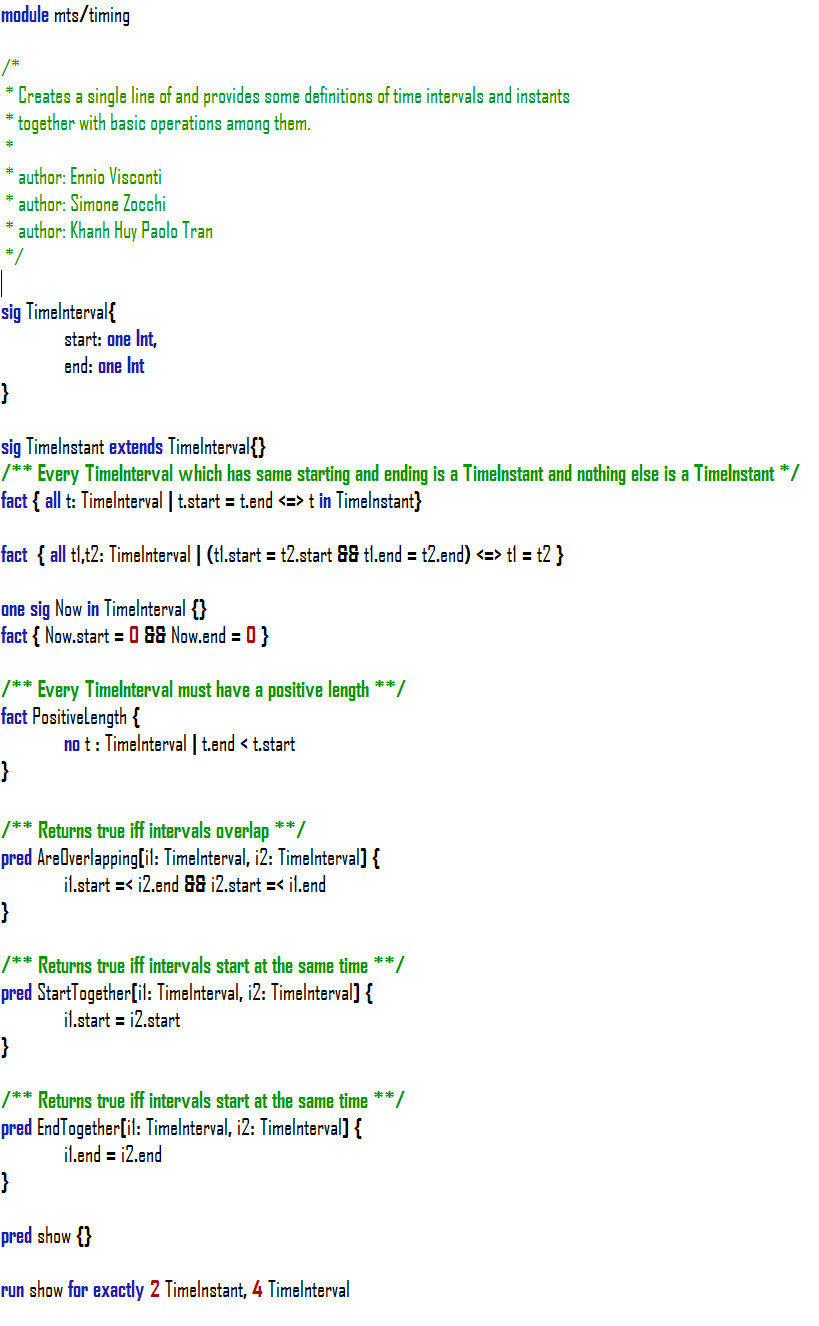 module mts/timing
/*
* Creates a single line of and provides some definitions of time intervals and instants
* together with basic operations among them.
*
* author: Ennio Visconti
* author: Simone Zocchi
* author: Khanh Huy Paolo Tran
*/
sig TimeInterval{
start: one Int,
end: one Int
}
sig TimeInstant extends TimeInterval{}
/** Every TimeInterval which has same starting and ending is a TimeInstant and nothing else is a TimeInstant */
fact { all t: TimeInterval | t.start = t.end <=> t in TimeInstant}
fact { all t1,t2: TimeInterval | (t1.start = t2.start && t1.end = t2.end) <=> t1 = t2 }
one sig Now in TimeInterval {}
fact { Now.start = 0 && Now.end = 0 }
/** Every TimeInterval must have a positive length **/
fact PositiveLength {
no t : TimeInterval | t.end < t.start
}
/** Returns true iff intervals overlap **/
pred AreOverlapping[i1: TimeInterval, i2: TimeInterval] {
i1.start =< i2.end && i2.start =< i1.end
}
/** Returns true iff intervals start at the same time **/
pred StartTogether[i1: TimeInterval, i2: TimeInterval] {
i1.start = i2.start
}
/** Returns true iff intervals start at the same time **/
pred EndTogether[i1: TimeInterval, i2: TimeInterval] {
i1.end = i2.end
}
pred show {}
run show for exactly 2 TimeInstant, 4 TimeInterval